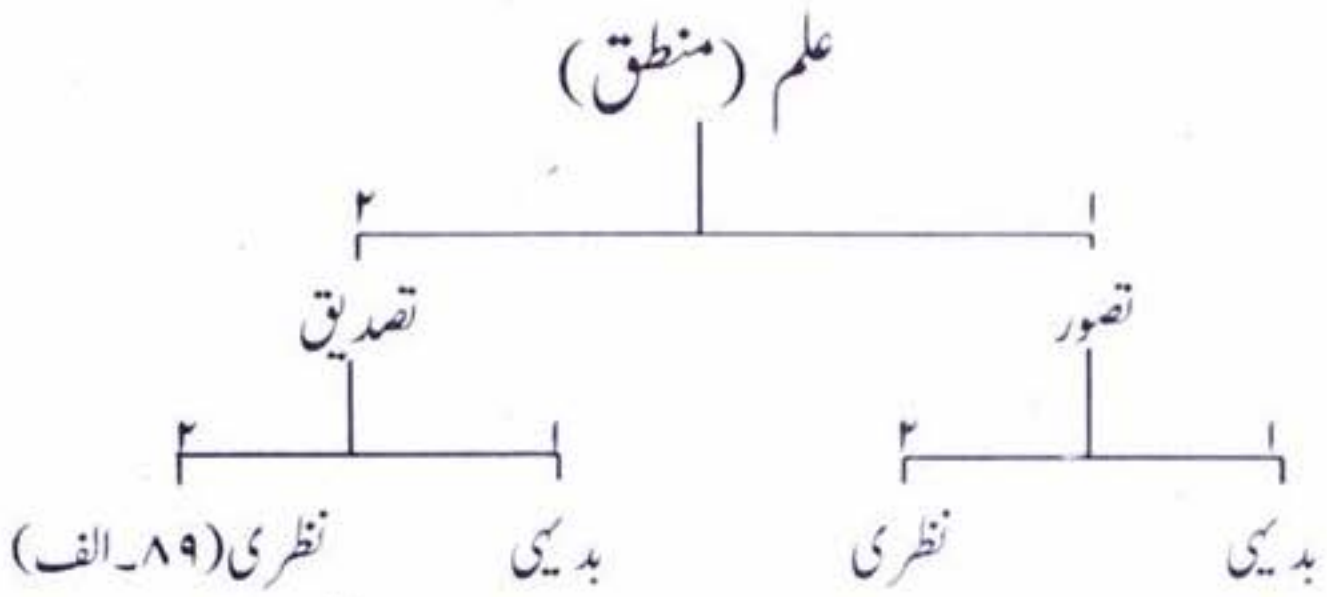 علم (منطق)
۱ ۲
تصور تصدیق
۱ ۲ ۱ ۲
بدیہی نظری بدیہی نظری (۸۹۔الف)